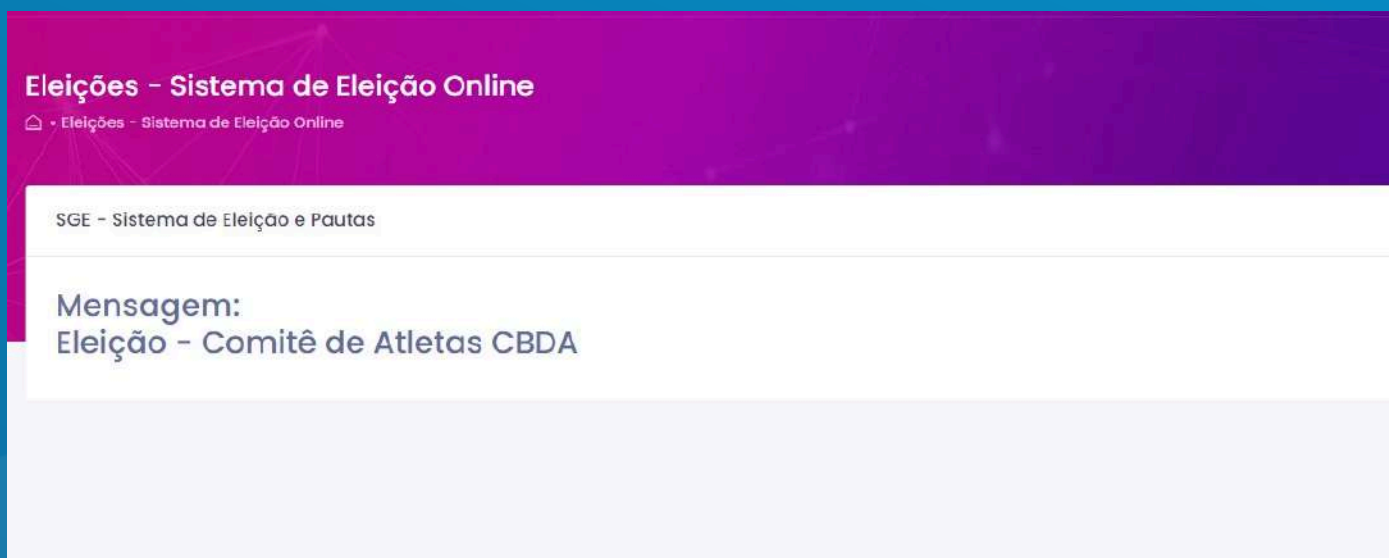 Eleições - Sistema de Eleição Online
• Eleições - Sistema de Eleição Online
SGE - Sistema de Eleição e Pautas
Mensagem:
Eleição - Comitê de Atletas CBDA